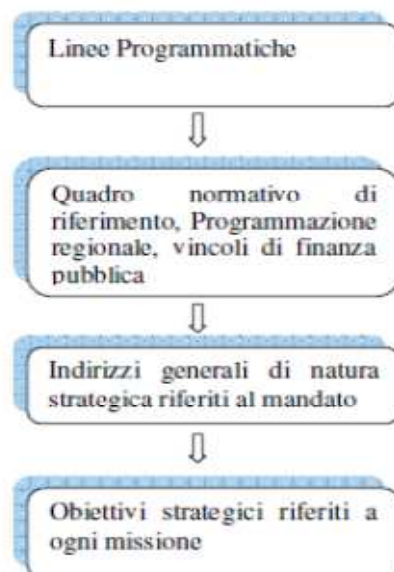 Linee Programmatiche
Quadro normativo di
riferimento, Programmazione
regionale, vincoli di finanza
pubblica
Indirizzi generali di natura
strategica riferiti al mandato
Obiettivi strategici riferiti a
ogni missione